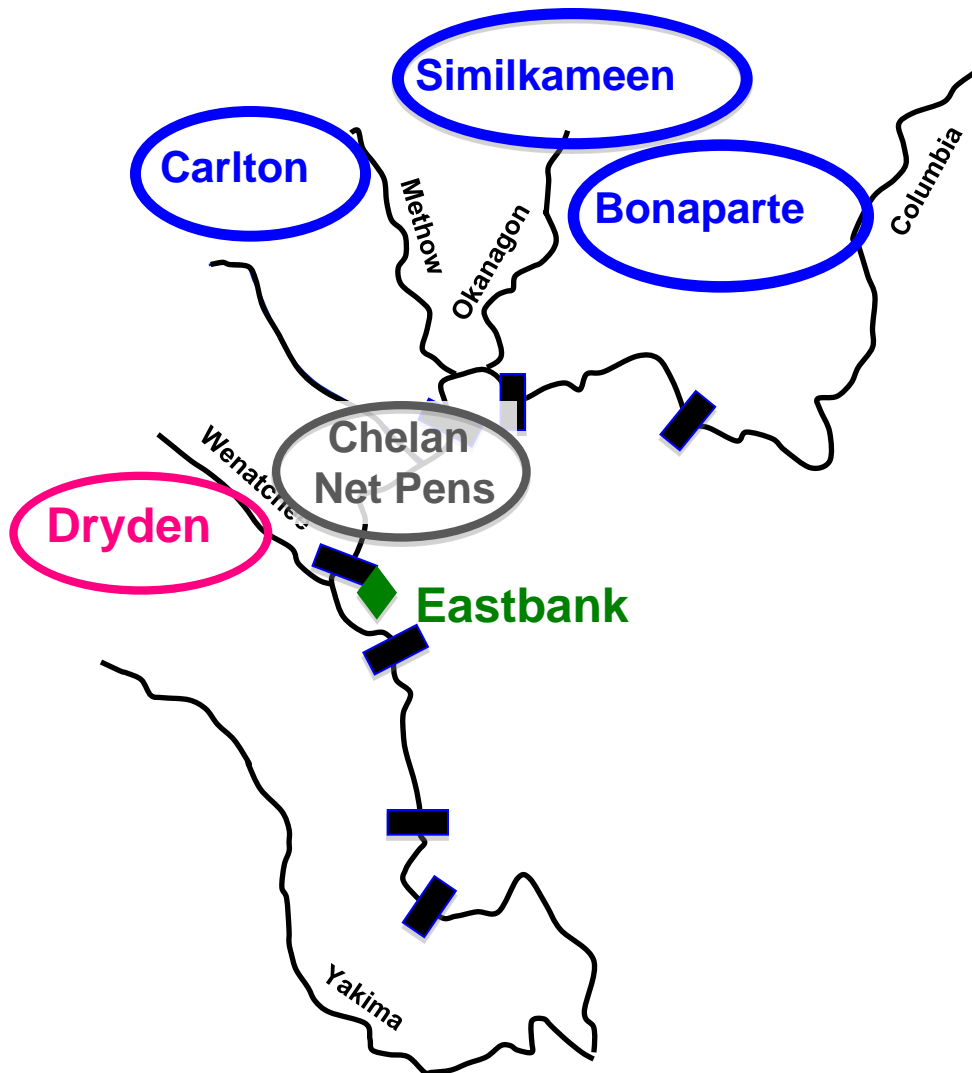 Similkameen
Carlton
Bonaparte
Columbia
Methow
Okanagon
Chelan
Net Pens
Wenatchee
Dryden
Eastbank
Yakima